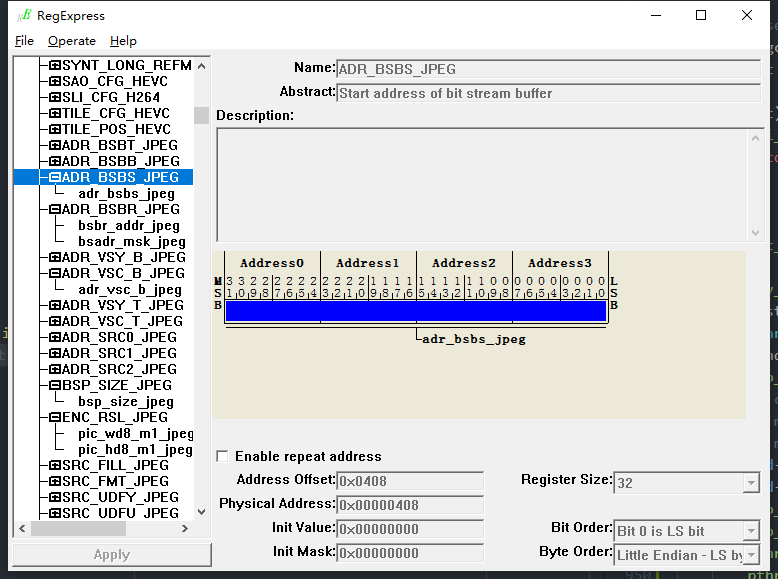 RegExpress
File Operate Help
SYNT_LONG_REFM
SAO_CFG_HEVC
SLI_CFG_H264
TILE_CFG_HEVC
TILE_POS_HEVC
ADR_BSBT_JPEG
ADR_BSBB_JPEG
ADR_BSBS_JPEG
adr_bsbs_jpeg
ADR_BSBR_JPEG
bsbr_addr_jpeg
bsadr_msk_jpeg
ADR_VSY_B_JPEG
ADR_VSC_B_JPEG
adr_vsc_b_jpeg
ADR_VSY_T_JPEG
ADR_VSC_T_JPEG
ADR_SRC0_JPEG
ADR_SRC1_JPEG
ADR_SRC2_JPEG
BSP_SIZE_JPEG
bsp_size_jpeg
ENC_RSL_JPEG
pic_wd8_m1_jpeg
pic_hd8_m1_jpeg
SRC_FILL_JPEG
SRC_FMT_JPEG
SRC_UDFY_JPEG
SRC_UDFU_JPEG
Apply
Name: ADR_BSBS_JPEG
Abstract: Start address of bit stream buffer
Description:
Address0 Address1 Address2 Address3
M 3 3 2 2 2 2 2 2 2 2 2 2 1 1 1 1 1 1 1 1 1 1 0 0 0 0 0 0 0 0 0 0 L
S 1 0 9 8 7 6 5 4 3 2 1 0 9 8 7 6 5 4 3 2 1 0 9 8 7 6 5 4 3 2 1 0 S
B B
adr_bsbs_jpeg
Enable repeat address
Address Offset: 0x0408 Register Size: 32
Physical Address: 0x00000408
Init Value: 0x00000000 Bit Order: Bit 0 is LS bit
Init Mask: 0x00000000 Byte Order: Little Endian - LS by